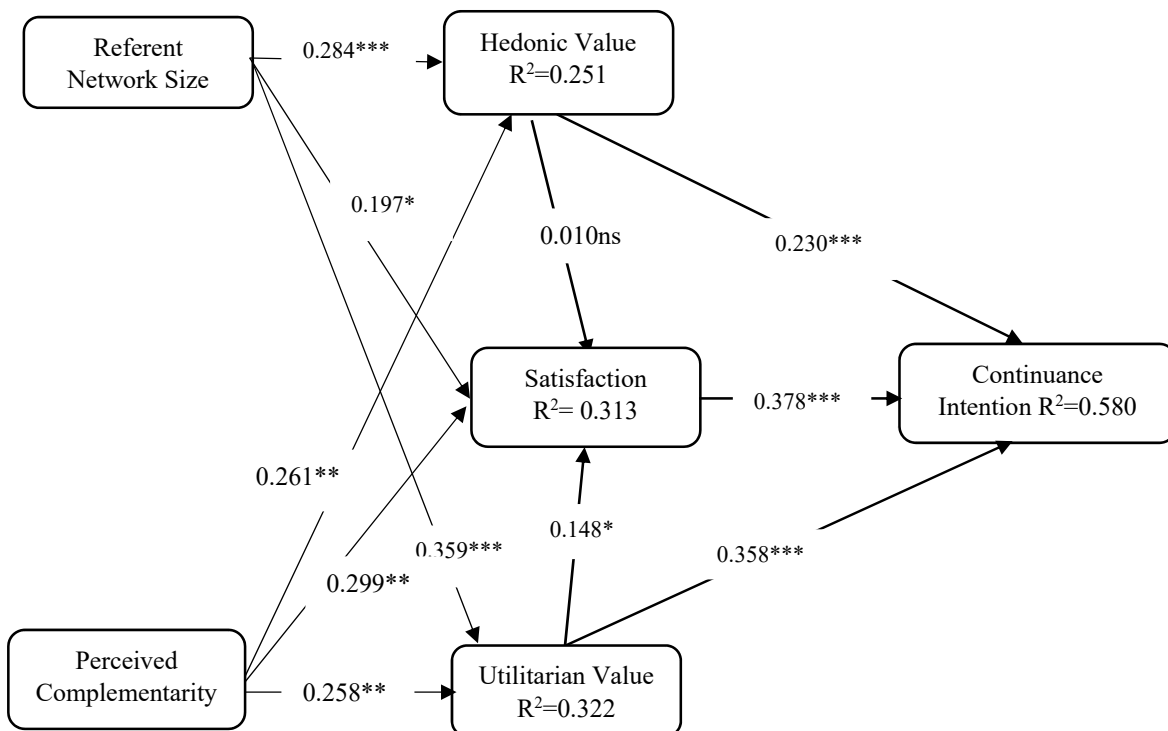 Referent
Network Size
0.284***
Hedonic Value
R²=0.251
0.197*
0.010ns
0.230***
Satisfaction
R²= 0.313
0.378***
Continuance
Intention R²=0.580
0.261**
0.148*
0.359***
0.358***
0.299**
Perceived
Complementarity
0.258**
Utilitarian Value
R²=0.322